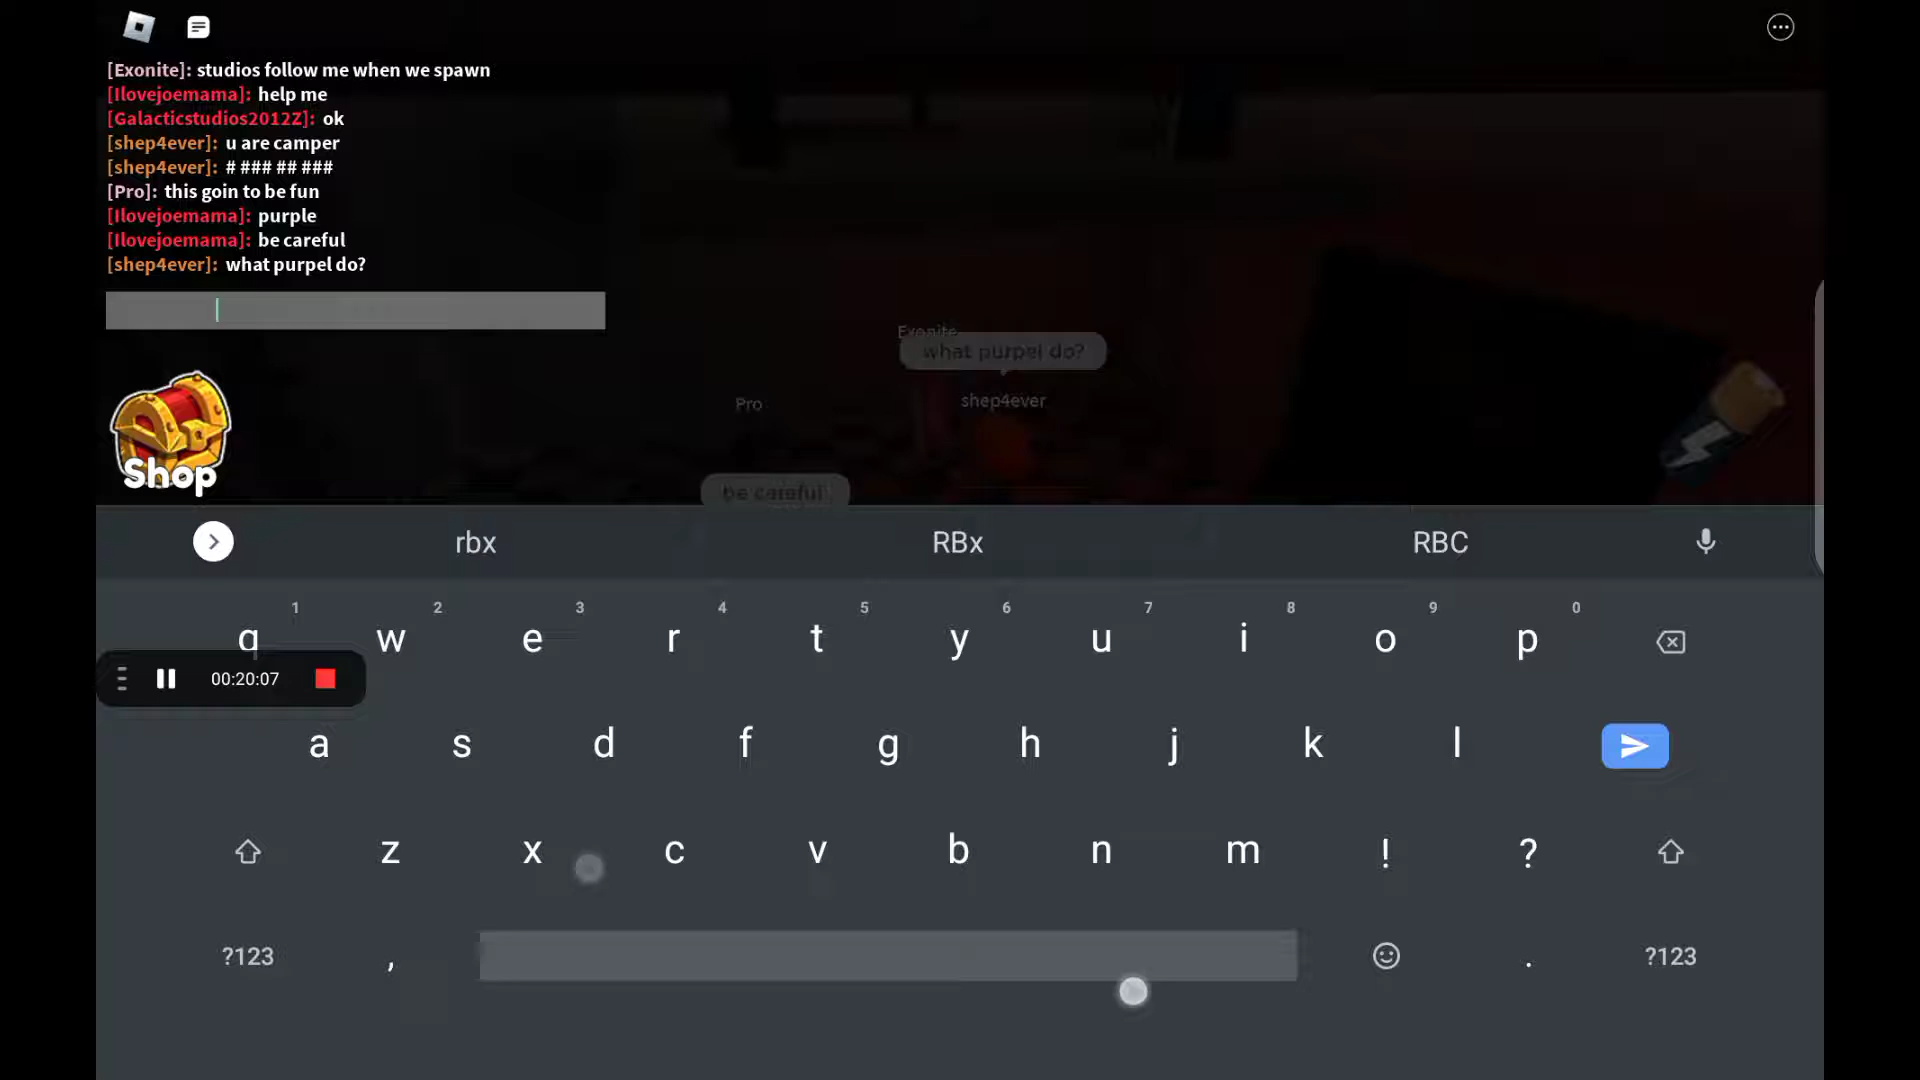 [Exonite]: studios follow me when we spawn
[Ilovejoemama]: help me
[Galacticstudios2012Z]: ok
[shep4ever]: u are camper
[shep4ever]: # ### ## ###
[Pro]: this goin to be fun
[Ilovejoemama]: purple
[Ilovejoemama]: be careful
[shep4ever]: what purpel do?
Exonite
what purpel do?
Pro
shep4ever
Shop
be careful
rbx RBx RBC
1 2 3 4 5 6 7 8 9 0
q w e r t y u i o p
00:20:07
a s d f g h j k l
z x c v b n m ! ?
?123 , . ?123